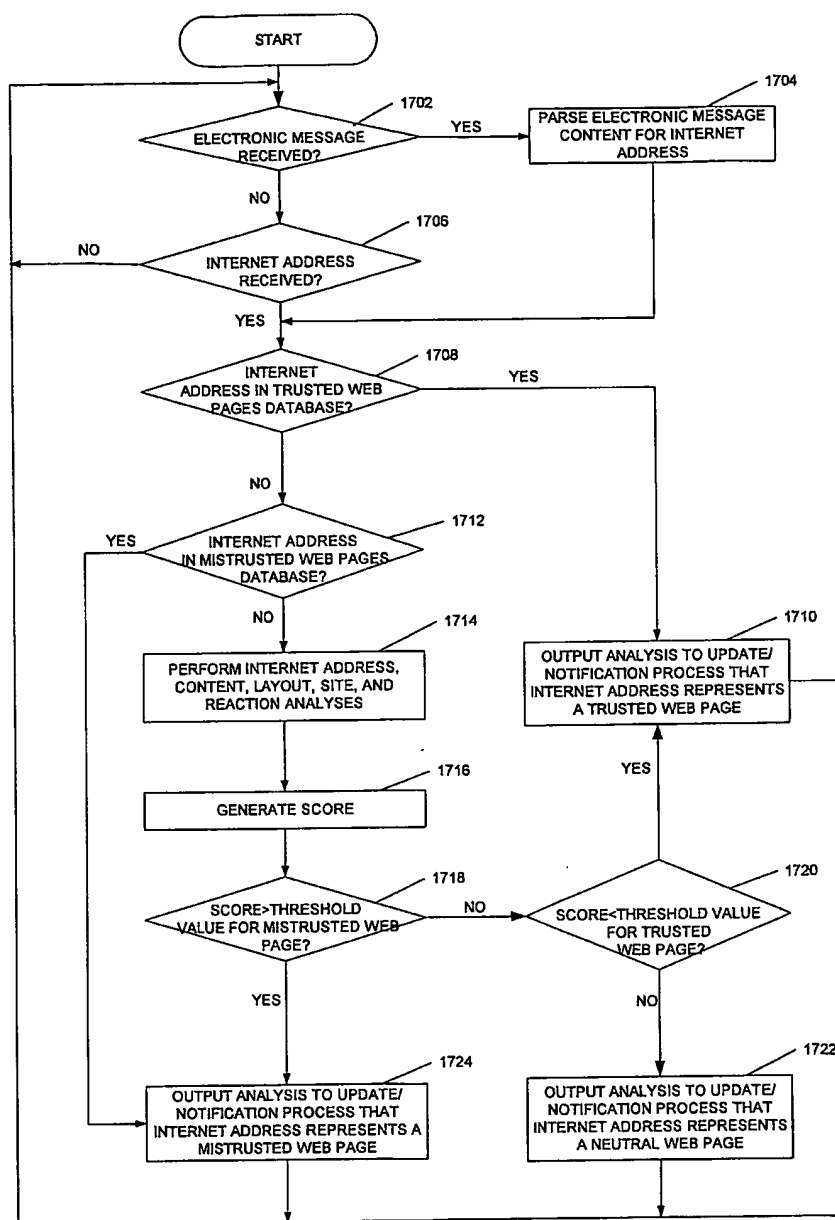 START
1702
ELECTRONIC MESSAGE
RECEIVED?
YES
1704
PARSE ELECTRONIC MESSAGE
CONTENT FOR INTERNET
ADDRESS
NO
1706
NO
INTERNET ADDRESS
RECEIVED?
YES
1708
INTERNET
ADDRESS IN TRUSTED WEB
PAGES DATABASE?
YES
NO
1712
YES
INTERNET ADDRESS
IN MISTRUSTED WEB PAGES
DATABASE?
NO
1714
PERFORM INTERNET ADDRESS,
CONTENT, LAYOUT, SITE, AND
REACTION ANALYSES
1710
OUTPUT ANALYSIS TO UPDATE/
NOTIFICATION PROCESS THAT
INTERNET ADDRESS REPRESENTS
A TRUSTED WEB PAGE
1716
GENERATE SCORE
YES
1718
SCORE>THRESHOLD
VALUE FOR MISTRUSTED WEB
PAGE?
NO
1720
SCORE<THRESHOLD VALUE
FOR TRUSTED
WEB PAGE?
YES
NO
1724
OUTPUT ANALYSIS TO UPDATE/
NOTIFICATION PROCESS THAT
INTERNET ADDRESS REPRESENTS A
MISTRUSTED WEB PAGE
1722
OUTPUT ANALYSIS TO UPDATE/
NOTIFICATION PROCESS THAT
INTERNET ADDRESS REPRESENTS
A NEUTRAL WEB PAGE